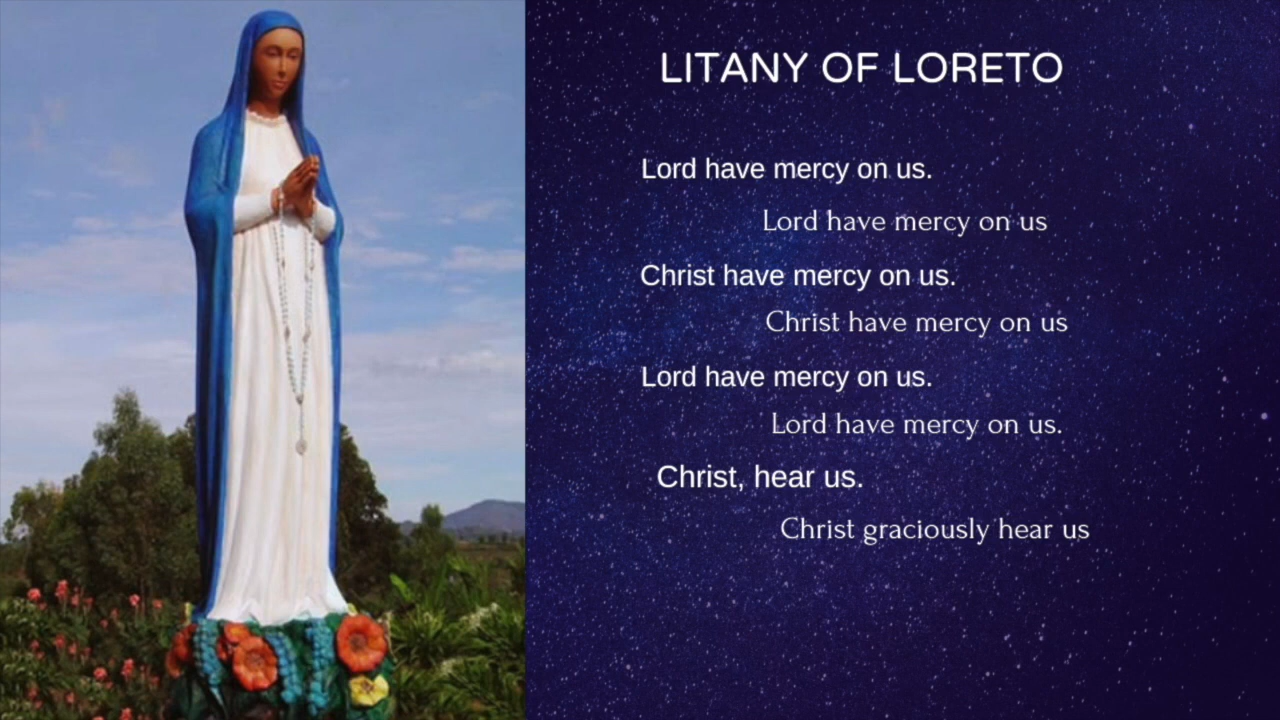 LITANY OF LORETO
Lord have mercy on us.
Lord have mercy on us
Christ have mercy on us.
Christ have mercy on us
Lord have mercy on us.
Lord have mercy on us.
Christ, hear us.
Christ graciously hear us